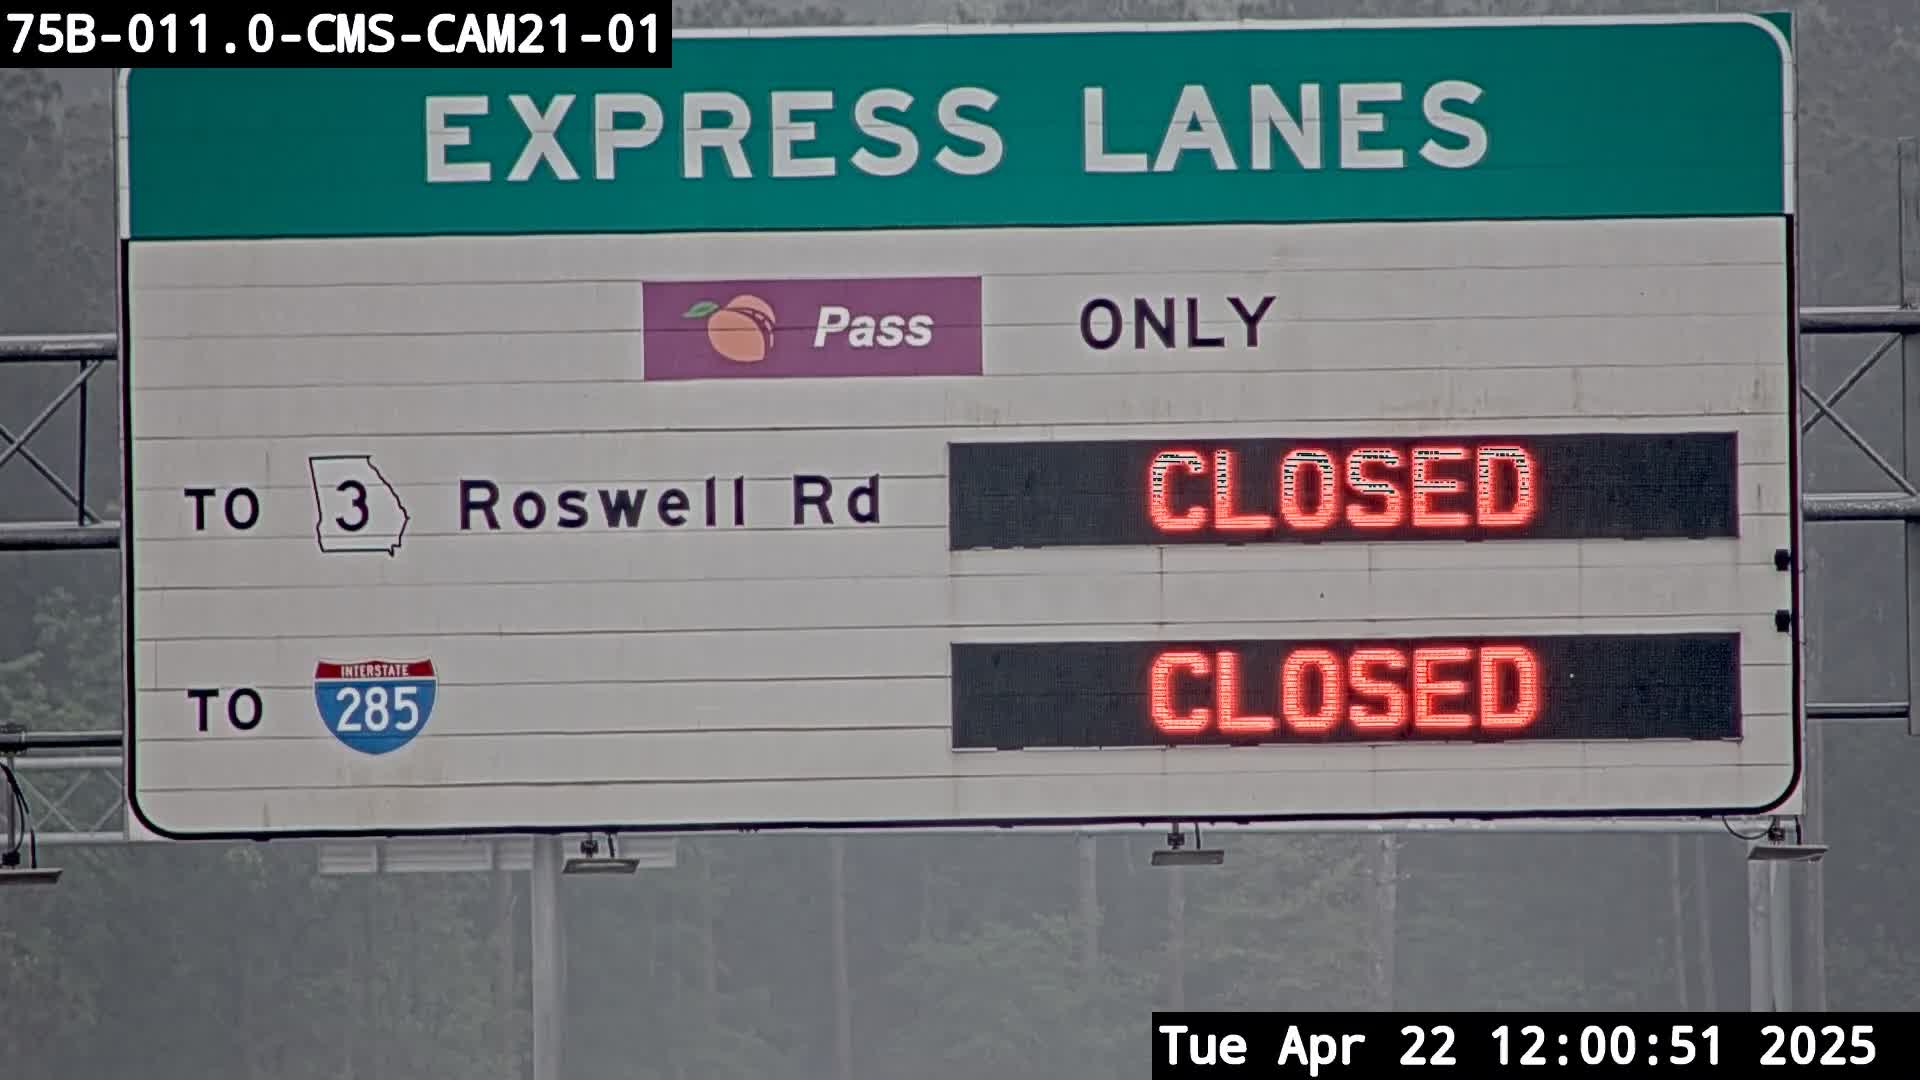 75B-011.0-CMS-CAM21-01
EXPRESS LANES
Pass ONLY
TO 3 Roswell Rd CLOSED
TO INTERSTATE 285 CLOSED
Tue Apr 22 12:00:51 2025